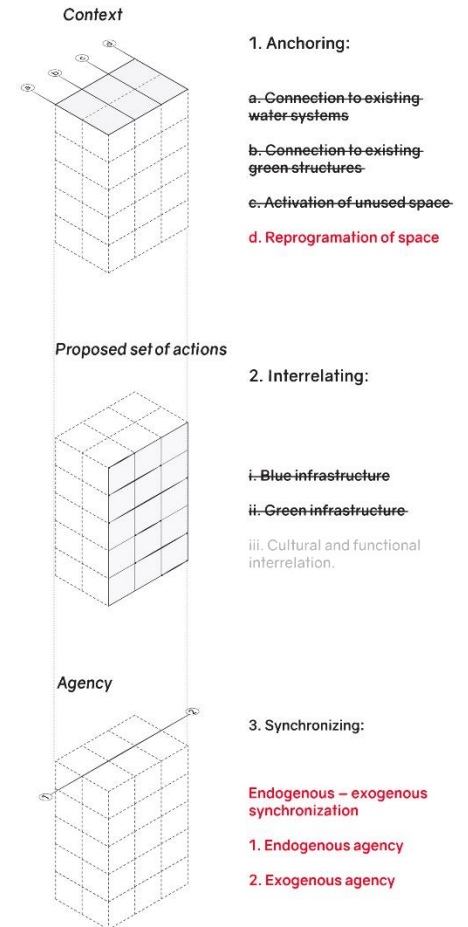 Context
1. Anchoring:
a
b
c
d
a. Connection to existing
water systems
b. Connection to existing
green structures
c. Activation of unused space
d. Reprogramation of space
Proposed set of actions
2. Interrelating:
i. Blue infrastructure
ii. Green infrastructure
iii. Cultural and functional
interrelation.
Agency
3. Synchronizing:
2
1
Endogenous – exogenous
synchronization
1. Endogenous agency
2. Exogenous agency